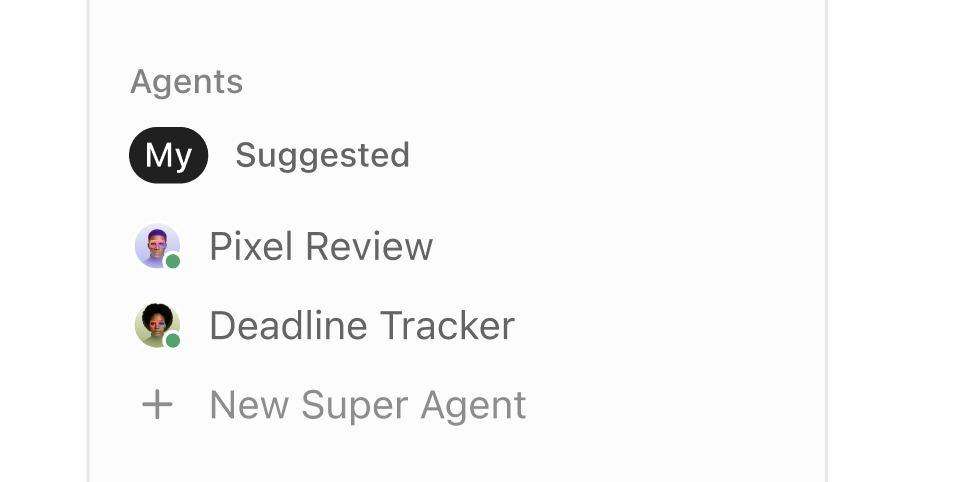 Agents
My Suggested
Pixel Review
Deadline Tracker
New Super Agent